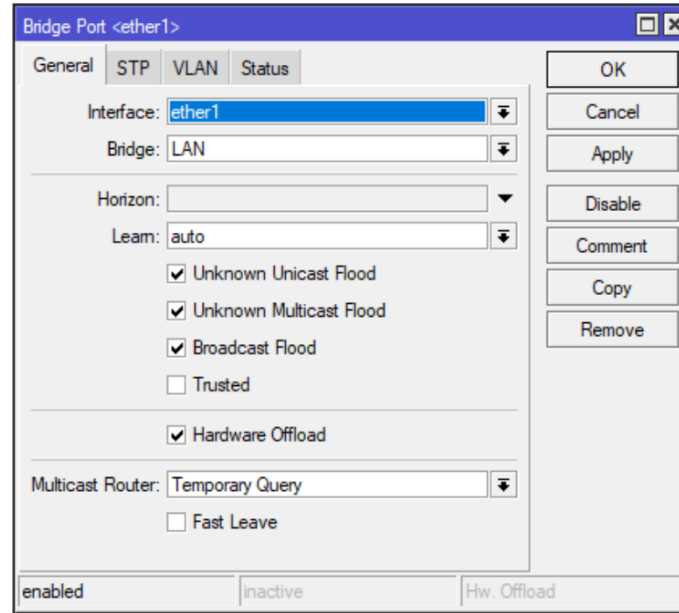 Bridge Port <ether1>
General STP VLAN Status
Interface: ether1
Bridge: LAN
Horizon:
Learn: auto
Unknown Unicast Flood
Unknown Multicast Flood
Broadcast Flood
Trusted
Hardware Offload
Multicast Router: Temporary Query
Fast Leave
OK
Cancel
Apply
Disable
Comment
Copy
Remove
enabled inactive Hw. Offload